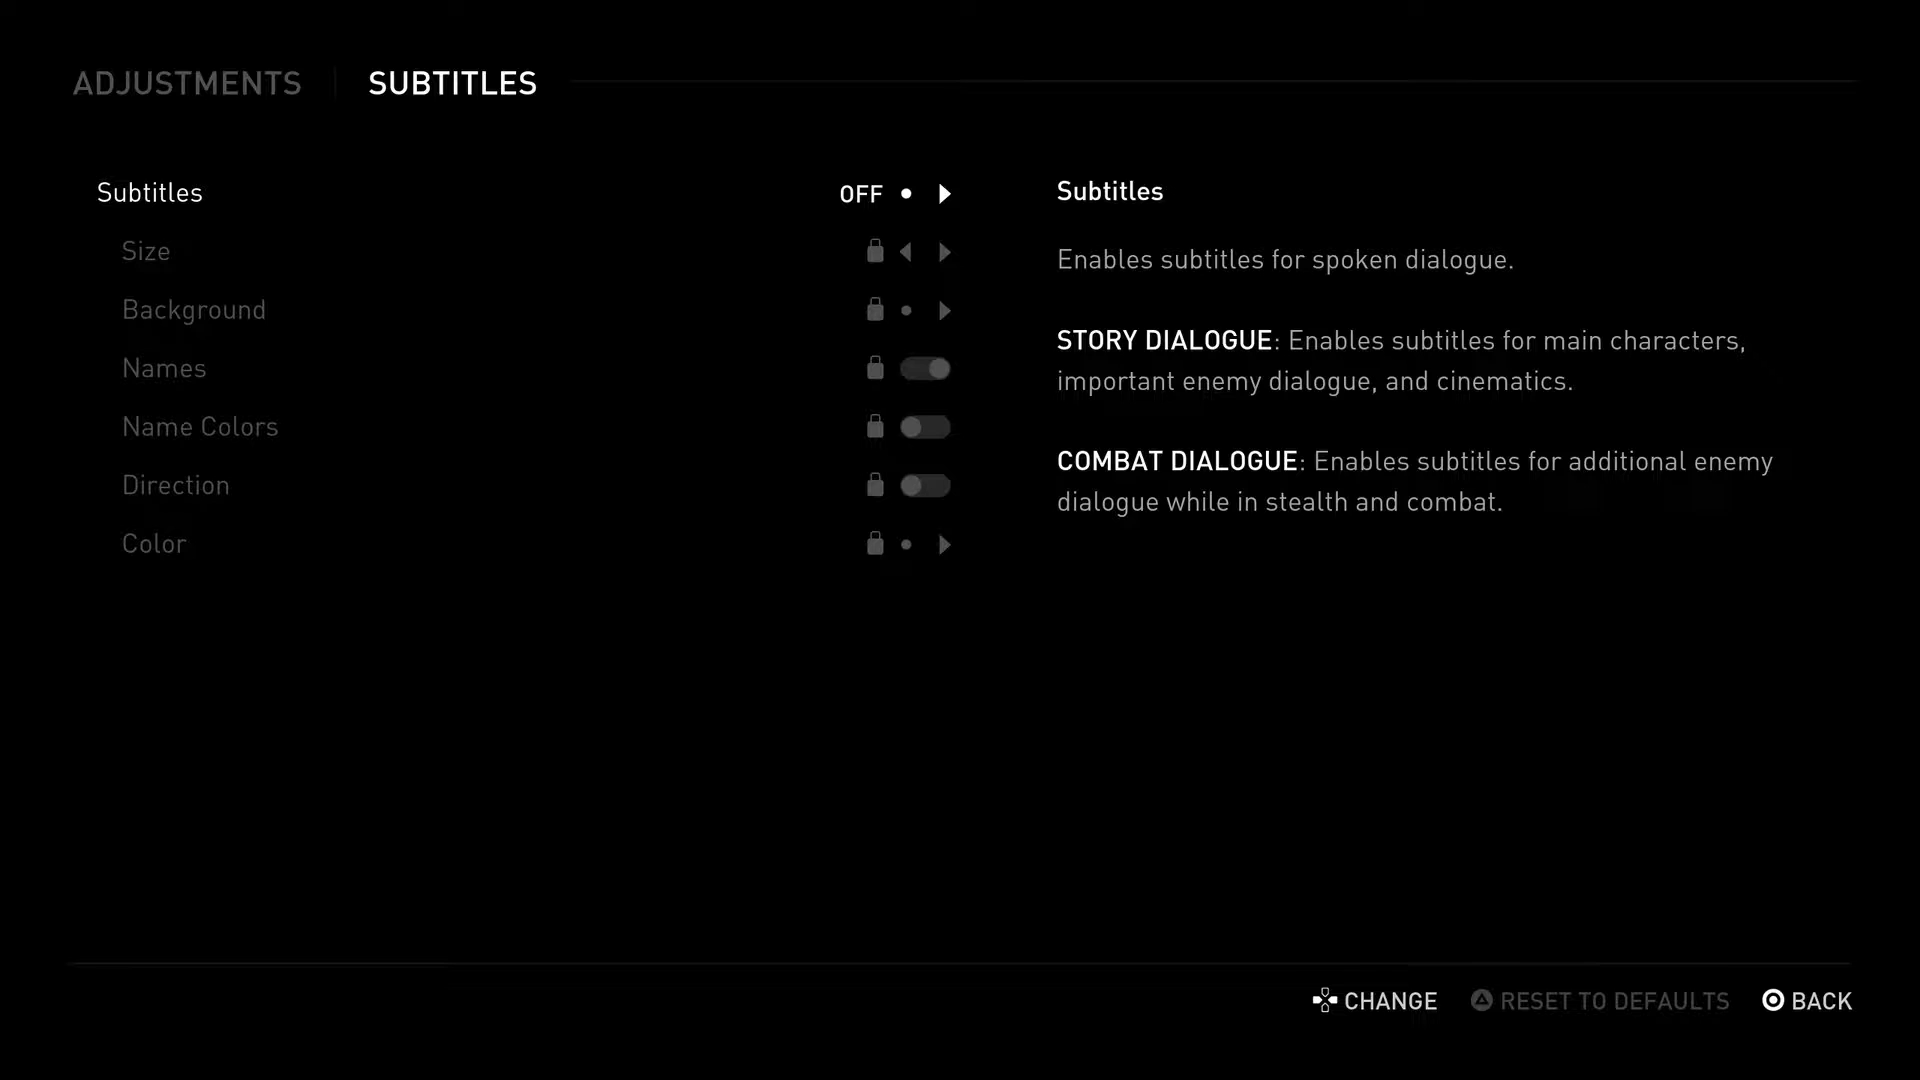 ADJUSTMENTS
SUBTITLES
Subtitles
OFF
Size
Background
Names
Name Colors
Direction
Color
Subtitles
Enables subtitles for spoken dialogue.
STORY DIALOGUE: Enables subtitles for main characters,
important enemy dialogue, and cinematics.
COMBAT DIALOGUE: Enables subtitles for additional enemy
dialogue while in stealth and combat.
CHANGE
RESET TO DEFAULTS
BACK